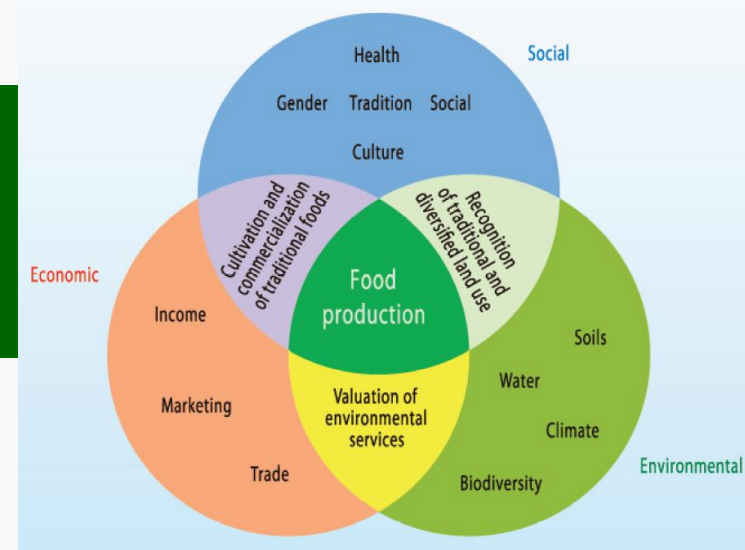 Health
Social
Gender Tradition Social
Culture
Cultivation and
commercialization
of traditional foods
Recognition
of traditional and
diversified land use
Economic
Food
production
Income
Soils
Water
Valuation of
environmental
services
Marketing
Climate
Trade
Biodiversity
Environmental